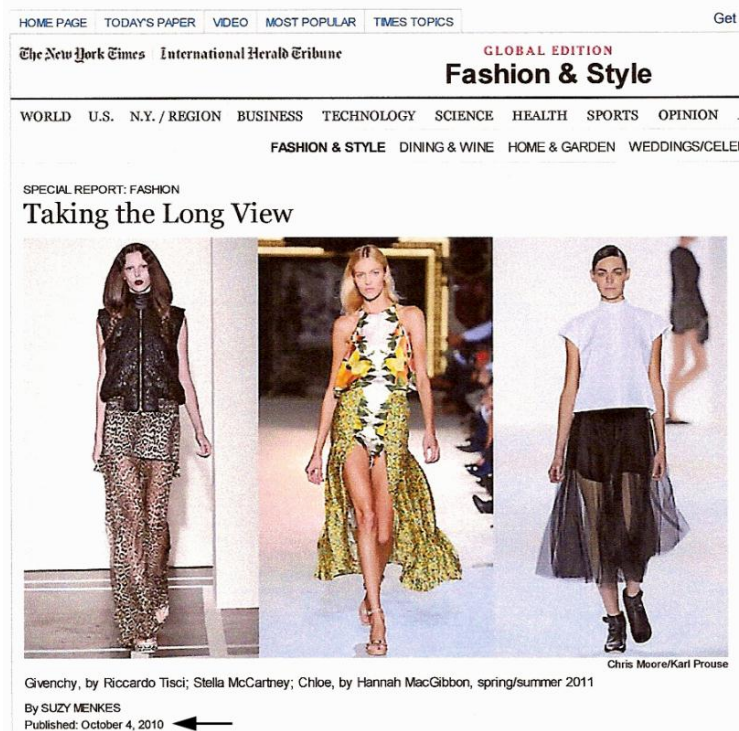 HOME PAGE TODAY'S PAPER VIDEO MOST POPULAR TIMES TOPICS Get
The New York Times International Herald Tribune
GLOBAL EDITION
Fashion & Style
WORLD U.S. N.Y. / REGION BUSINESS TECHNOLOGY SCIENCE HEALTH SPORTS OPINION
FASHION & STYLE DINING & WINE HOME & GARDEN WEDDINGS/CELE
SPECIAL REPORT: FASHION
Taking the Long View
Chris Moore/Karl Prouse
Givenchy, by Riccardo Tisci; Stella McCartney; Chloe, by Hannah MacGibbon, spring/summer 2011
By SUZY MENKES
Published: October 4, 2010